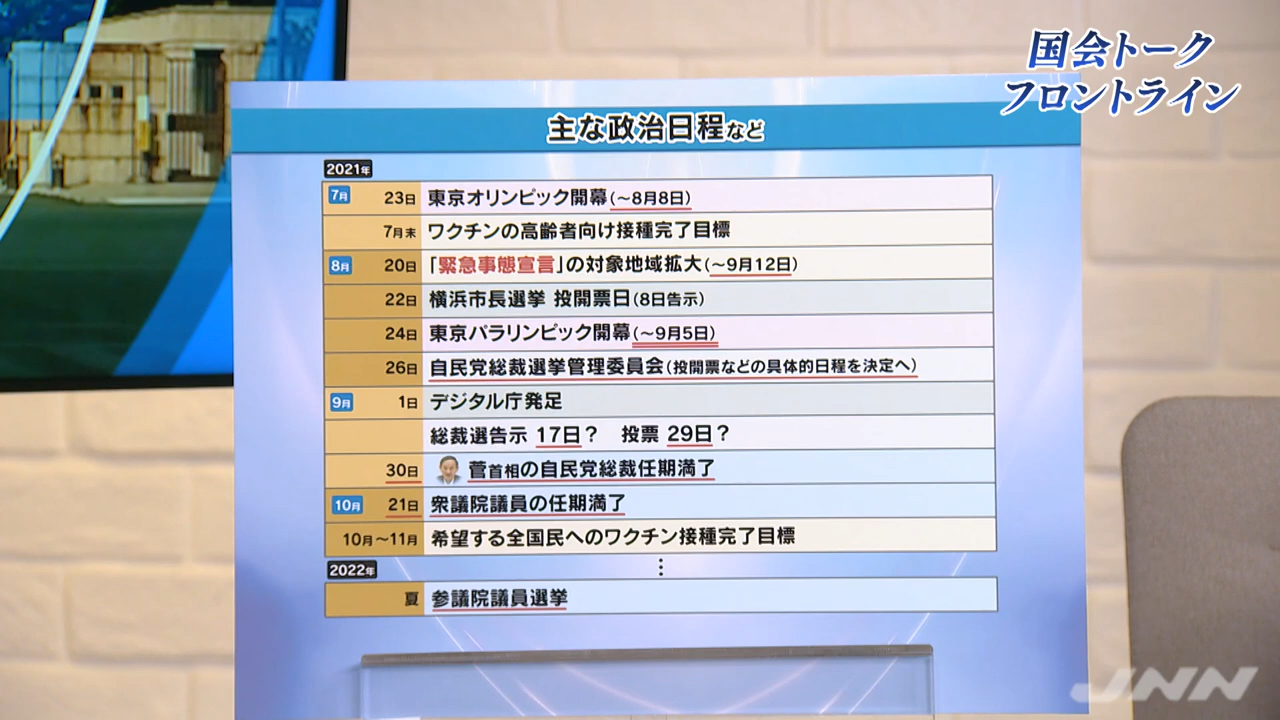 国会トーク
フロントライン
主な政治日程など
2021年
7月 23日 東京オリンピック開幕(~8月8日)
7月末 ワクチンの高齢者向け接種完了目標
8月 20日 「緊急事態宣言」の対象地域拡大(~9月12日)
22日 横浜市長選挙 投開票日(8日告示)
24日 東京パラリンピック開幕(~9月5日)
26日 自民党総裁選挙管理委員会(投開票などの具体的日程を決定へ)
9月 1日 デジタル庁発足
総裁選告示 17日? 投票 29日?
30日 菅首相の自民党総裁任期満了
10月 21日 衆議院議員の任期満了
10月~11月 希望する全国民へのワクチン接種完了目標
2022年
夏 参議院議員選挙
JNN